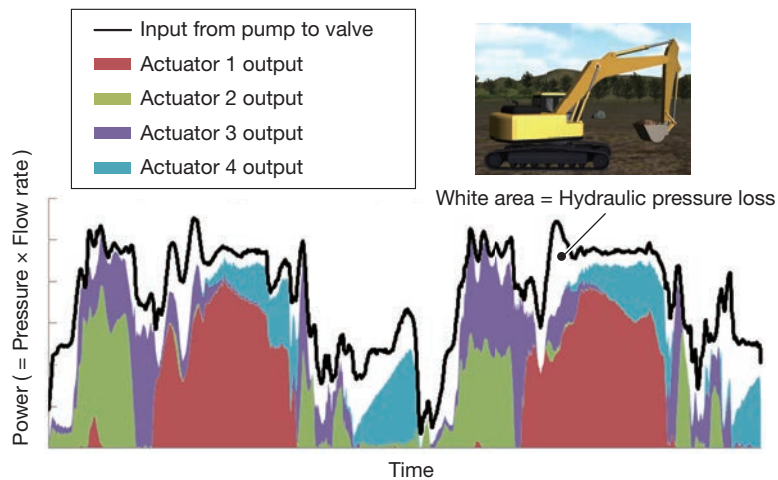 Input from pump to valve
Actuator 1 output
Actuator 2 output
Actuator 3 output
Actuator 4 output
White area = Hydraulic pressure loss
Power ( = Pressure × Flow rate)
Time